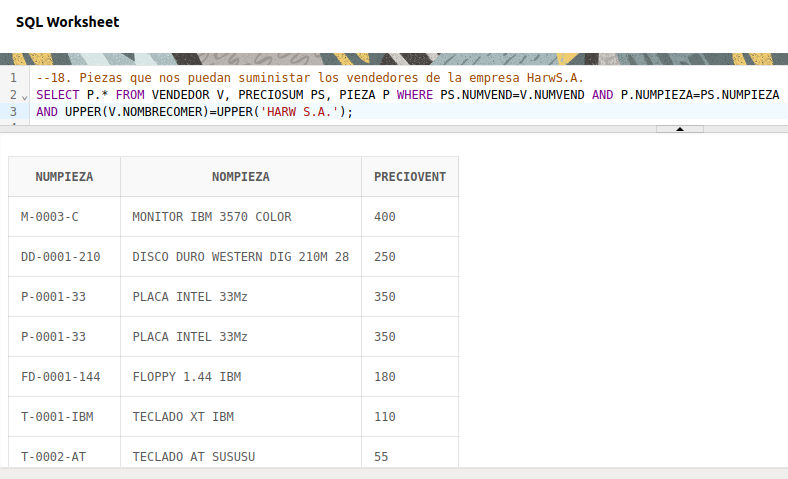 SQL Worksheet
1 --18. Piezas que nos puedan suministar los vendedores de la empresa HarwS.A.
2 SELECT P.* FROM VENDEDOR V, PRECIOSUM PS, PIEZA P WHERE PS.NUMVEND=V.NUMVEND AND P.NUMPIEZA=PS.NUMPIEZA
3 AND UPPER(V.NOMBRECOMER)=UPPER('HARW S.A.');
NUMPIEZA NOMPIEZA PRECIOVENT
M-0003-C MONITOR IBM 3570 COLOR 400
DD-0001-210 DISCO DURO WESTERN DIG 210M 28 250
P-0001-33 PLACA INTEL 33Mz 350
P-0001-33 PLACA INTEL 33Mz 350
FD-0001-144 FLOPPY 1.44 IBM 180
T-0001-IBM TECLADO XT IBM 110
T-0002-AT TECLADO AT SUSUSU 55